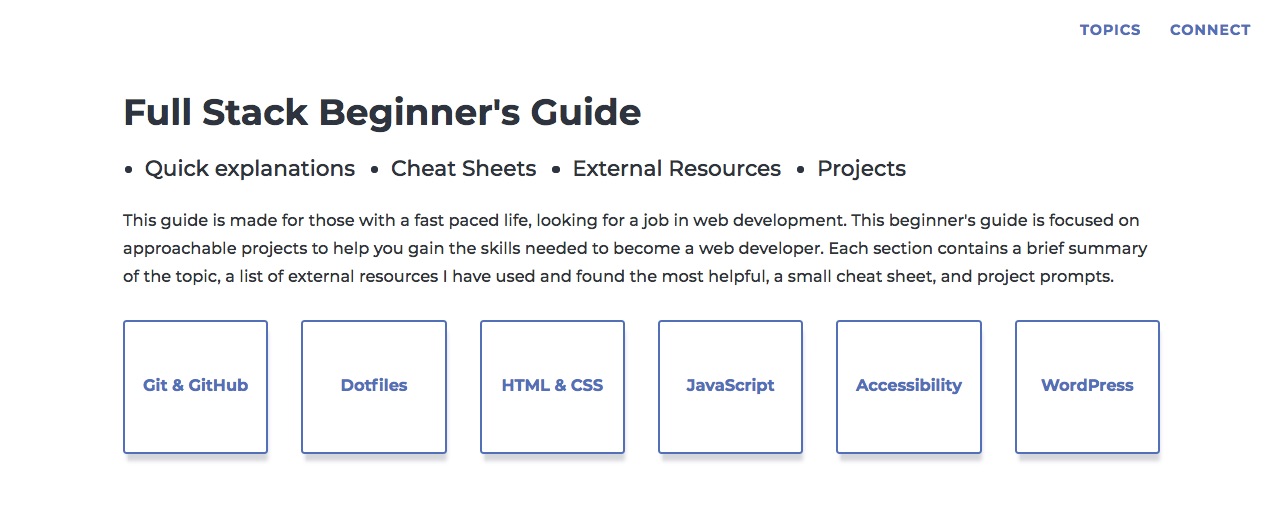 TOPICS CONNECT
Full Stack Beginner's Guide
• Quick explanations • Cheat Sheets • External Resources • Projects
This guide is made for those with a fast paced life, looking for a job in web development. This beginner's guide is focused on
approachable projects to help you gain the skills needed to become a web developer. Each section contains a brief summary
of the topic, a list of external resources I have used and found the most helpful, a small cheat sheet, and project prompts.
Git & GitHub Dotfiles HTML & CSS JavaScript Accessibility WordPress